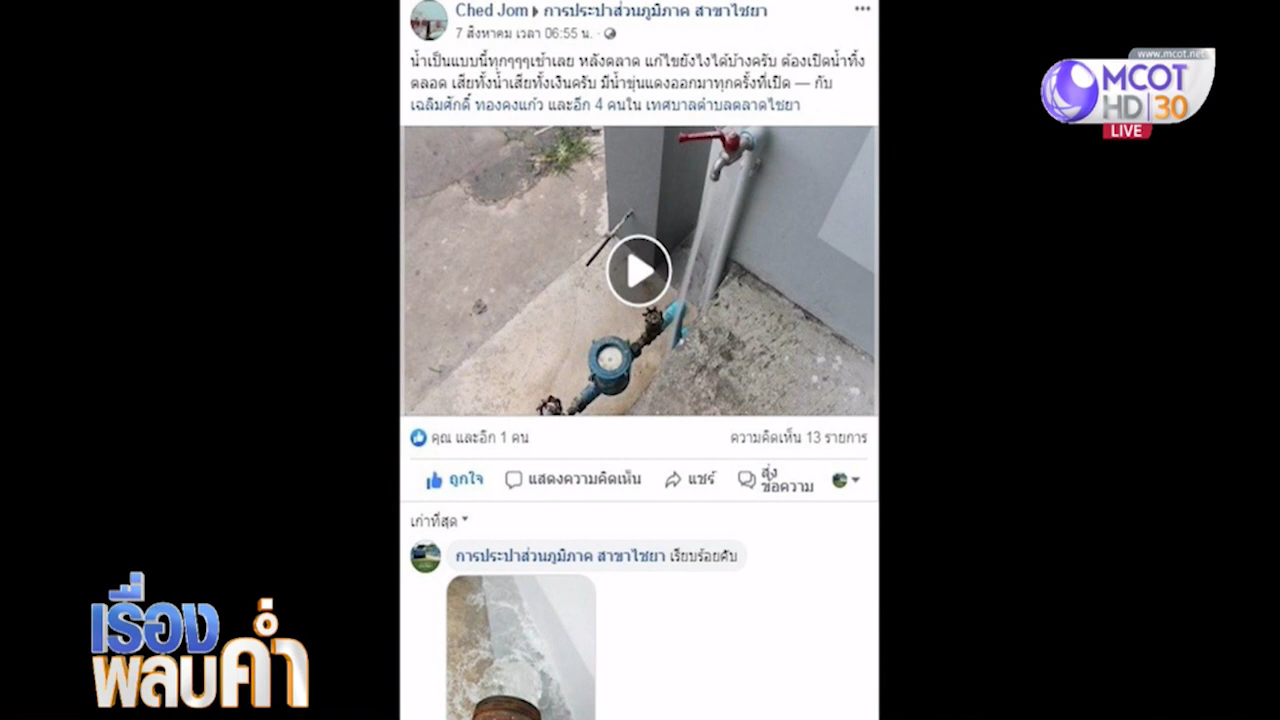 Ched Jom ▸ การประปาส่วนภูมิภาค สาขาไชยา
7 สิงหาคม เวลา 06:55 น. ·
น้ำเป็นแบบนี้ทุกๆๆๆเช้าเลย หลังตลาด แก้ไขยังไงได้บ้างครับ ต้องเปิดน้ำทิ้ง
ตลอด เสียทั้งน้ำเสียทั้งเงินครับ มีน้ำขุ่นแดงออกมาทุกครั้งที่เปิด — กับ
เฉลิมศักดิ์ ทองคงแก้ว และอีก 4 คนใน เทศบาลตำบลตลาดไชยา
www.mcot.net
MCOT
HD 30
LIVE
คุณ และอีก 1 คน
ความคิดเห็น 13 รายการ
ถูกใจ
แสดงความคิดเห็น
แชร์
ส่ง
ข้อความ
เก่าที่สุด
การประปาส่วนภูมิภาค สาขาไชยา เรียบร้อยคับ
เรื่อง
พลบค่ำ